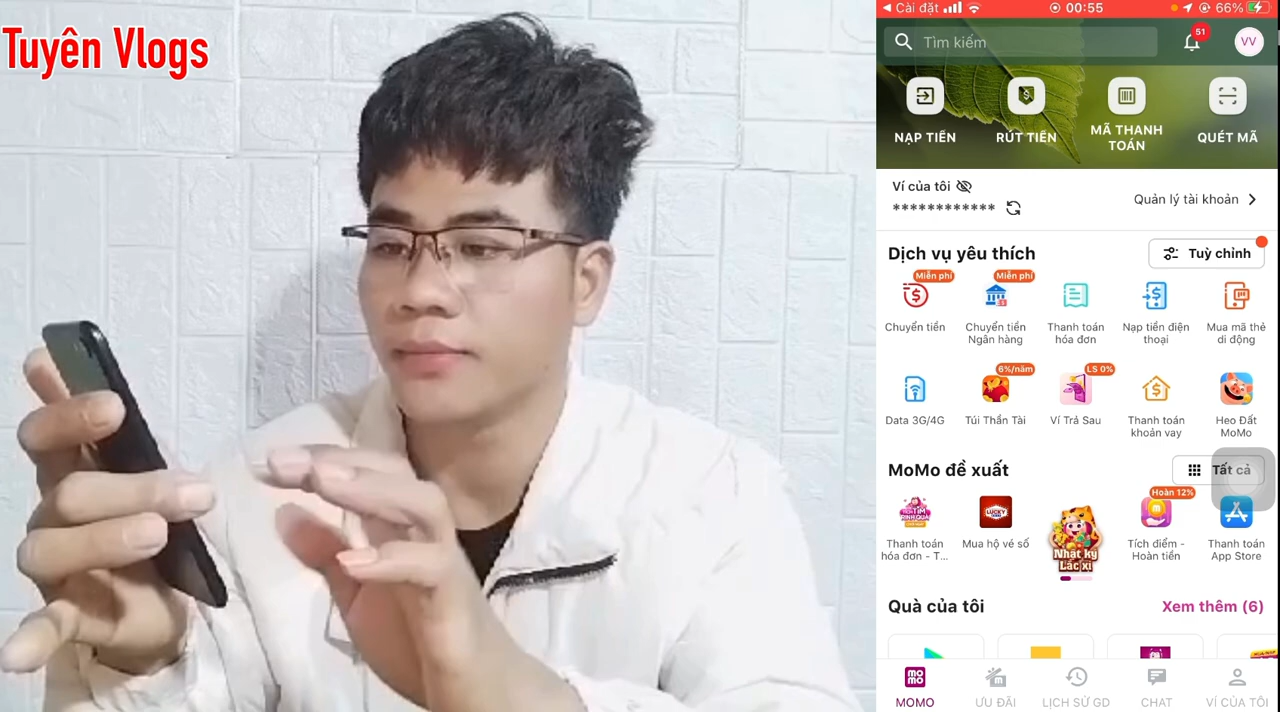 Tuyên Vlogs
Cài đặt
00:55
66%
Tìm kiếm
51
VV
NẠP TIỀN
RÚT TIỀN
MÃ THANH
TOÁN
QUÉT MÃ
Ví của tôi
************
Quản lý tài khoản
Dịch vụ yêu thích
Tuỳ chỉnh
Miễn phí
Miễn phí
Chuyển tiền
Chuyển tiền
Ngân hàng
Thanh toán
hóa đơn
Nạp tiền điện
thoại
Mua mã thẻ
di động
6%/năm
LS 0%
Data 3G/4G
Túi Thần Tài
Ví Trả Sau
Thanh toán
khoản vay
Heo Đất
MoMo
MoMo đề xuất
Tất cả
Hoàn 12%
LUCKY
Thanh toán
hóa đơn - T...
Mua hộ vé số
Nhật ký
Lắc xì
Tích điểm -
Hoàn tiền
Thanh toán
App Store
Quà của tôi
Xem thêm (6)
MOMO
ƯU ĐÃI
LỊCH SỬ GD
CHAT
VÍ CỦA TÔI